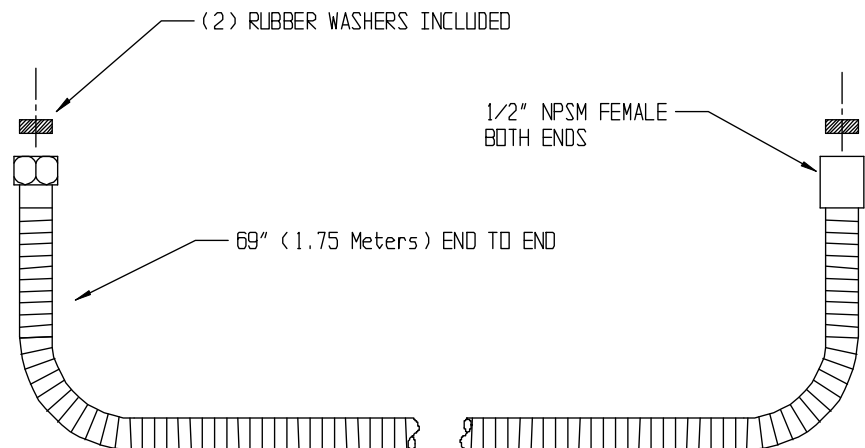 (2) RUBBER WASHERS INCLUDED
1/2" NPSM FEMALE
BOTH ENDS
69" (1.75 Meters) END TO END